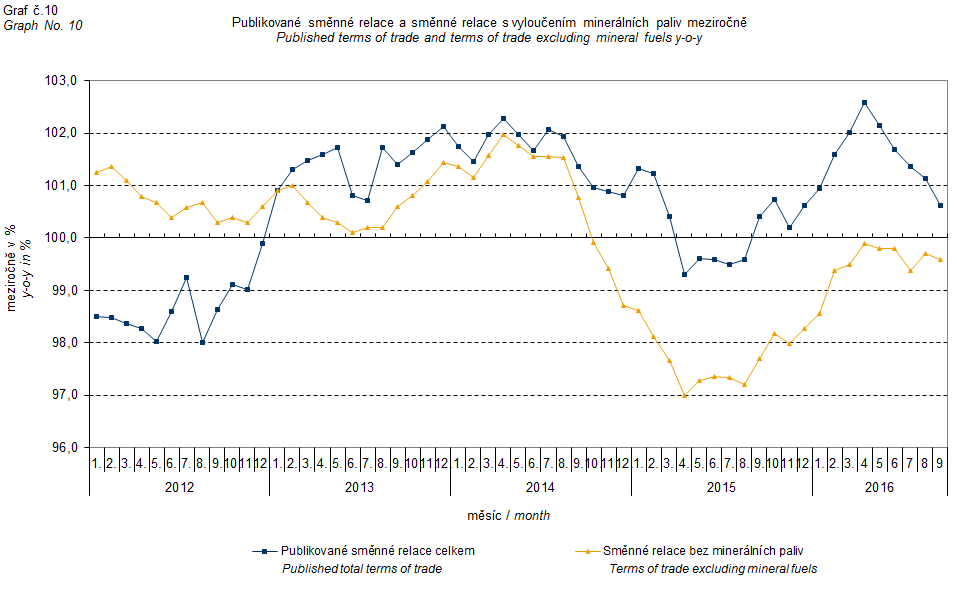 Graf č.10
Graph No. 10
Publikované směnné relace a směnné relace s vyloučením minerálních paliv meziročně
Published terms of trade and terms of trade excluding mineral fuels y-o-y
103,0
102,0
101,0
100,0
99,0
98,0
97,0
96,0
meziročně v %
y-o-y in %
1. 2. 3. 4. 5. 6. 7. 8. 9. 10 11 12 1. 2. 3. 4. 5. 6. 7. 8. 9. 10 11 12 1. 2. 3. 4. 5. 6. 7. 8. 9. 10 11 12 1. 2. 3. 4. 5. 6. 7. 8. 9. 10 11 12 1. 2. 3. 4 5 6 7 8 9
2012 2013 2014 2015 2016
měsíc / month
Publikované směnné relace celkem
Published total terms of trade
Směnné relace bez minerálních paliv
Terms of trade excluding mineral fuels